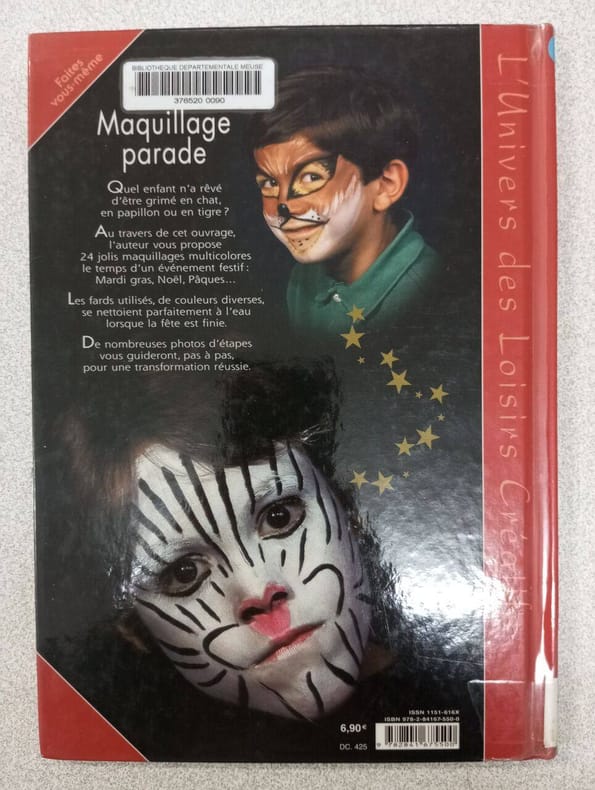 Faites
vous-même
BIBLIOTHEQUE DEPARTEMENTALE MEUSE
378520 0090
Maquillage
parade
Quel enfant n'a rêvé
d'être grimé en chat,
en papillon ou en tigre ?
Au travers de cet ouvrage,
l'auteur vous propose
24 jolis maquillages multicolores
le temps d'un événement festif :
Mardi gras, Noël, Pâques...
Les fards utilisés, de couleurs diverses,
se nettoient parfaitement à l'eau
lorsque la fête est finie.
De nombreuses photos d'étapes
vous guideront, pas à pas,
pour une transformation réussie.
L'Univers des Loisirs Créatifs
6,90€
DC. 425
ISSN 1151-616X
ISBN 978-2-84167-550-0
9 782841 675500